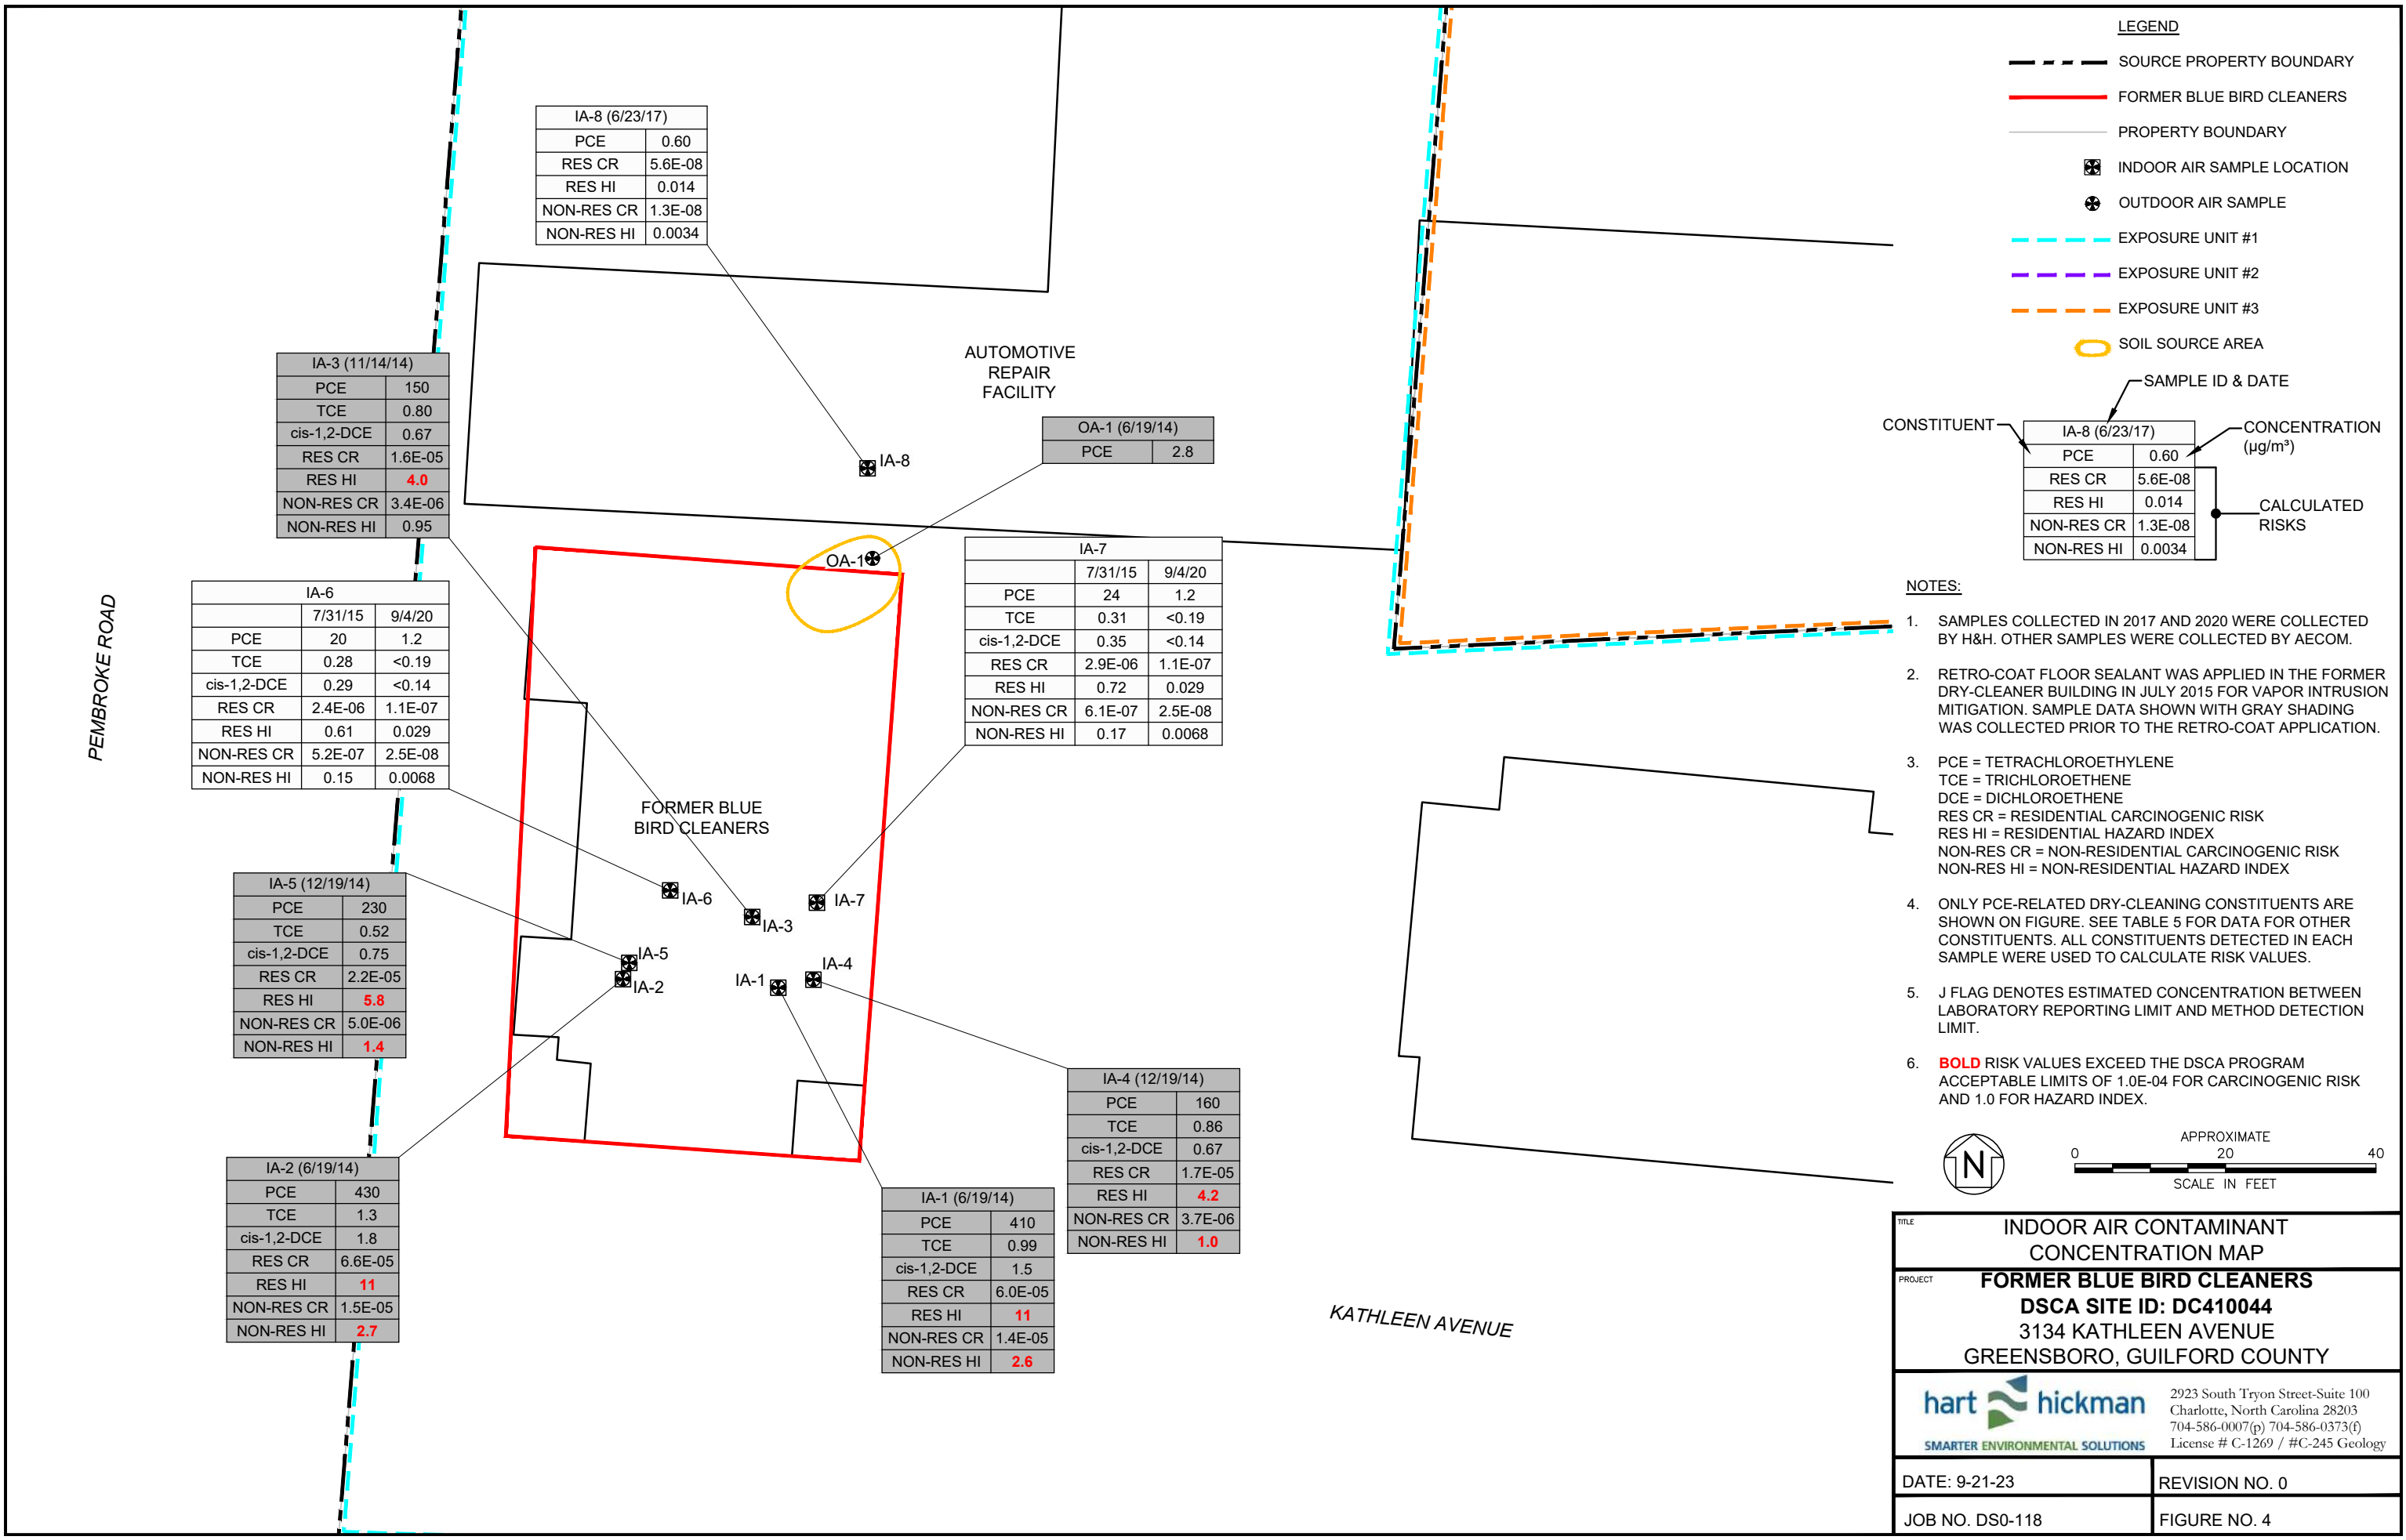 IA-8 (6/23/17)
PCE 0.60
RES CR 5.6E-08
RES HI 0.014
NON-RES CR 1.3E-08
NON-RES HI 0.0034
IA-3 (11/14/14)
PCE 150
TCE 0.80
cis-1,2-DCE 0.67
RES CR 1.6E-05
RES HI 4.0
NON-RES CR 3.4E-06
NON-RES HI 0.95
AUTOMOTIVE
REPAIR
FACILITY
OA-1 (6/19/14)
PCE 2.8
IA-8
OA-1
IA-7
7/31/15 9/4/20
PCE 24 1.2
TCE 0.31 <0.19
cis-1,2-DCE 0.35 <0.14
RES CR 2.9E-06 1.1E-07
RES HI 0.72 0.029
NON-RES CR 6.1E-07 2.5E-08
NON-RES HI 0.17 0.0068
PEMBROKE ROAD
IA-6
7/31/15 9/4/20
PCE 20 1.2
TCE 0.28 <0.19
cis-1,2-DCE 0.29 <0.14
RES CR 2.4E-06 1.1E-07
RES HI 0.61 0.029
NON-RES CR 5.2E-07 2.5E-08
NON-RES HI 0.15 0.0068
FORMER BLUE
BIRD CLEANERS
IA-6
IA-3
IA-7
IA-5
IA-2
IA-1
IA-4
IA-5 (12/19/14)
PCE 230
TCE 0.52
cis-1,2-DCE 0.75
RES CR 2.2E-05
RES HI 5.8
NON-RES CR 5.0E-06
NON-RES HI 1.4
IA-2 (6/19/14)
PCE 430
TCE 1.3
cis-1,2-DCE 1.8
RES CR 6.6E-05
RES HI 11
NON-RES CR 1.5E-05
NON-RES HI 2.7
IA-4 (12/19/14)
PCE 160
TCE 0.86
cis-1,2-DCE 0.67
RES CR 1.7E-05
RES HI 4.2
NON-RES CR 3.7E-06
NON-RES HI 1.0
IA-1 (6/19/14)
PCE 410
TCE 0.99
cis-1,2-DCE 1.5
RES CR 6.0E-05
RES HI 11
NON-RES CR 1.4E-05
NON-RES HI 2.6
KATHLEEN AVENUE
LEGEND
SOURCE PROPERTY BOUNDARY
FORMER BLUE BIRD CLEANERS
PROPERTY BOUNDARY
INDOOR AIR SAMPLE LOCATION
OUTDOOR AIR SAMPLE
EXPOSURE UNIT #1
EXPOSURE UNIT #2
EXPOSURE UNIT #3
SOIL SOURCE AREA
SAMPLE ID & DATE
CONSTITUENT
CONCENTRATION
(µg/m³)
IA-8 (6/23/17)
PCE 0.60
RES CR 5.6E-08
RES HI 0.014
NON-RES CR 1.3E-08
NON-RES HI 0.0034
CALCULATED
RISKS
NOTES:
1. SAMPLES COLLECTED IN 2017 AND 2020 WERE COLLECTED
BY H&H. OTHER SAMPLES WERE COLLECTED BY AECOM.
2. RETRO-COAT FLOOR SEALANT WAS APPLIED IN THE FORMER
DRY-CLEANER BUILDING IN JULY 2015 FOR VAPOR INTRUSION
MITIGATION. SAMPLE DATA SHOWN WITH GRAY SHADING
WAS COLLECTED PRIOR TO THE RETRO-COAT APPLICATION.
3. PCE = TETRACHLOROETHYLENE
TCE = TRICHLOROETHENE
DCE = DICHLOROETHENE
RES CR = RESIDENTIAL CARCINOGENIC RISK
RES HI = RESIDENTIAL HAZARD INDEX
NON-RES CR = NON-RESIDENTIAL CARCINOGENIC RISK
NON-RES HI = NON-RESIDENTIAL HAZARD INDEX
4. ONLY PCE-RELATED DRY-CLEANING CONSTITUENTS ARE
SHOWN ON FIGURE. SEE TABLE 5 FOR DATA FOR OTHER
CONSTITUENTS. ALL CONSTITUENTS DETECTED IN EACH
SAMPLE WERE USED TO CALCULATE RISK VALUES.
5. J FLAG DENOTES ESTIMATED CONCENTRATION BETWEEN
LABORATORY REPORTING LIMIT AND METHOD DETECTION
LIMIT.
6. BOLD RISK VALUES EXCEED THE DSCA PROGRAM
ACCEPTABLE LIMITS OF 1.0E-04 FOR CARCINOGENIC RISK
AND 1.0 FOR HAZARD INDEX.
N
APPROXIMATE
0 20 40
SCALE IN FEET
TITLE
INDOOR AIR CONTAMINANT
CONCENTRATION MAP
PROJECT
FORMER BLUE BIRD CLEANERS
DSCA SITE ID: DC410044
3134 KATHLEEN AVENUE
GREENSBORO, GUILFORD COUNTY
hart hickman
SMARTER ENVIRONMENTAL SOLUTIONS
2923 South Tryon Street-Suite 100
Charlotte, North Carolina 28203
704-586-0007(p) 704-586-0373(f)
License # C-1269 / #C-245 Geology
DATE: 9-21-23
REVISION NO. 0
JOB NO. DS0-118
FIGURE NO. 4